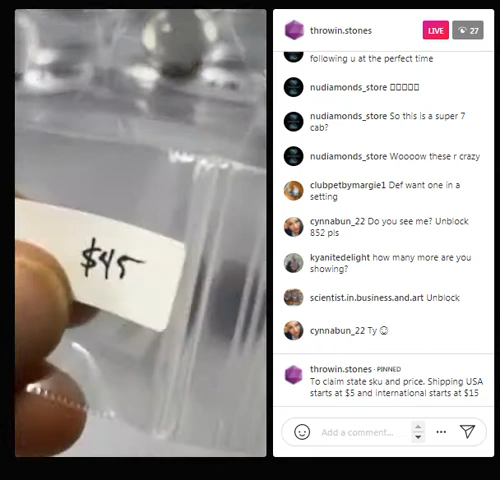 $45
throwin.stones
LIVE
27
following u at the perfect time
nudiamonds_store
nudiamonds_store So this is a super 7
cab?
nudiamonds_store Woooow these r crazy
clubpetbymargie1 Def want one in a
setting
cynnabun_22 Do you see me? Unblock
852 pls
kyanitedelight how many more are you
showing?
scientist.in.business.and.art Unblock
cynnabun_22 Ty ☺
throwin.stones · PINNED
To claim state sku and price. Shipping USA
starts at $5 and international starts at $15
Add a comment...